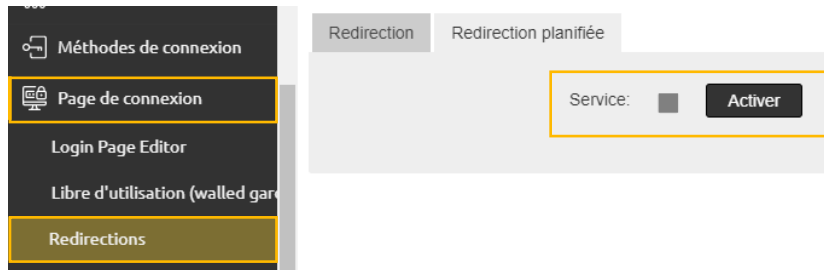 Méthodes de connexion
Page de connexion
Login Page Editor
Libre d'utilisation (walled gar
Redirections
Redirection
Redirection planifiée
Service:
Activer